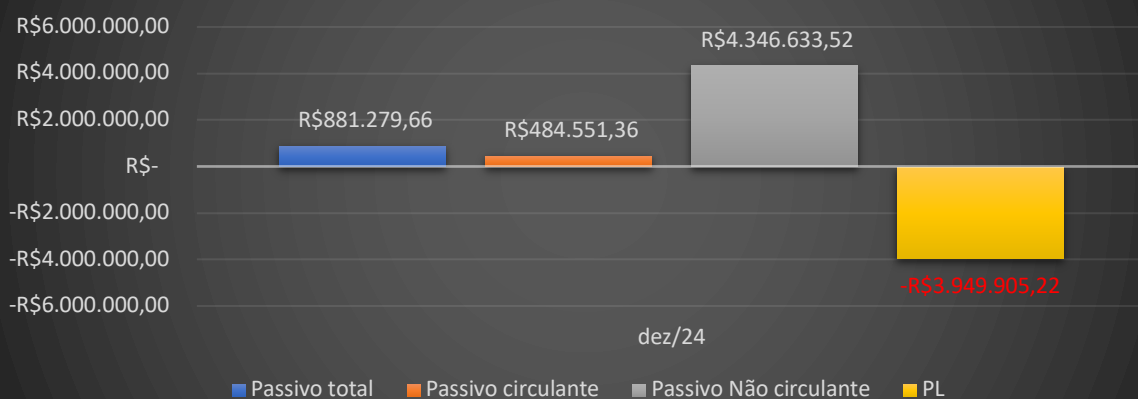 R$6.000.000,00
R$4.000.000,00
R$2.000.000,00
R$-
-R$2.000.000,00
-R$4.000.000,00
-R$6.000.000,00
R$881.279,66
R$484.551,36
R$4.346.633,52
-R$3.949.905,22
dez/24
Passivo total Passivo circulante Passivo Não circulante PL